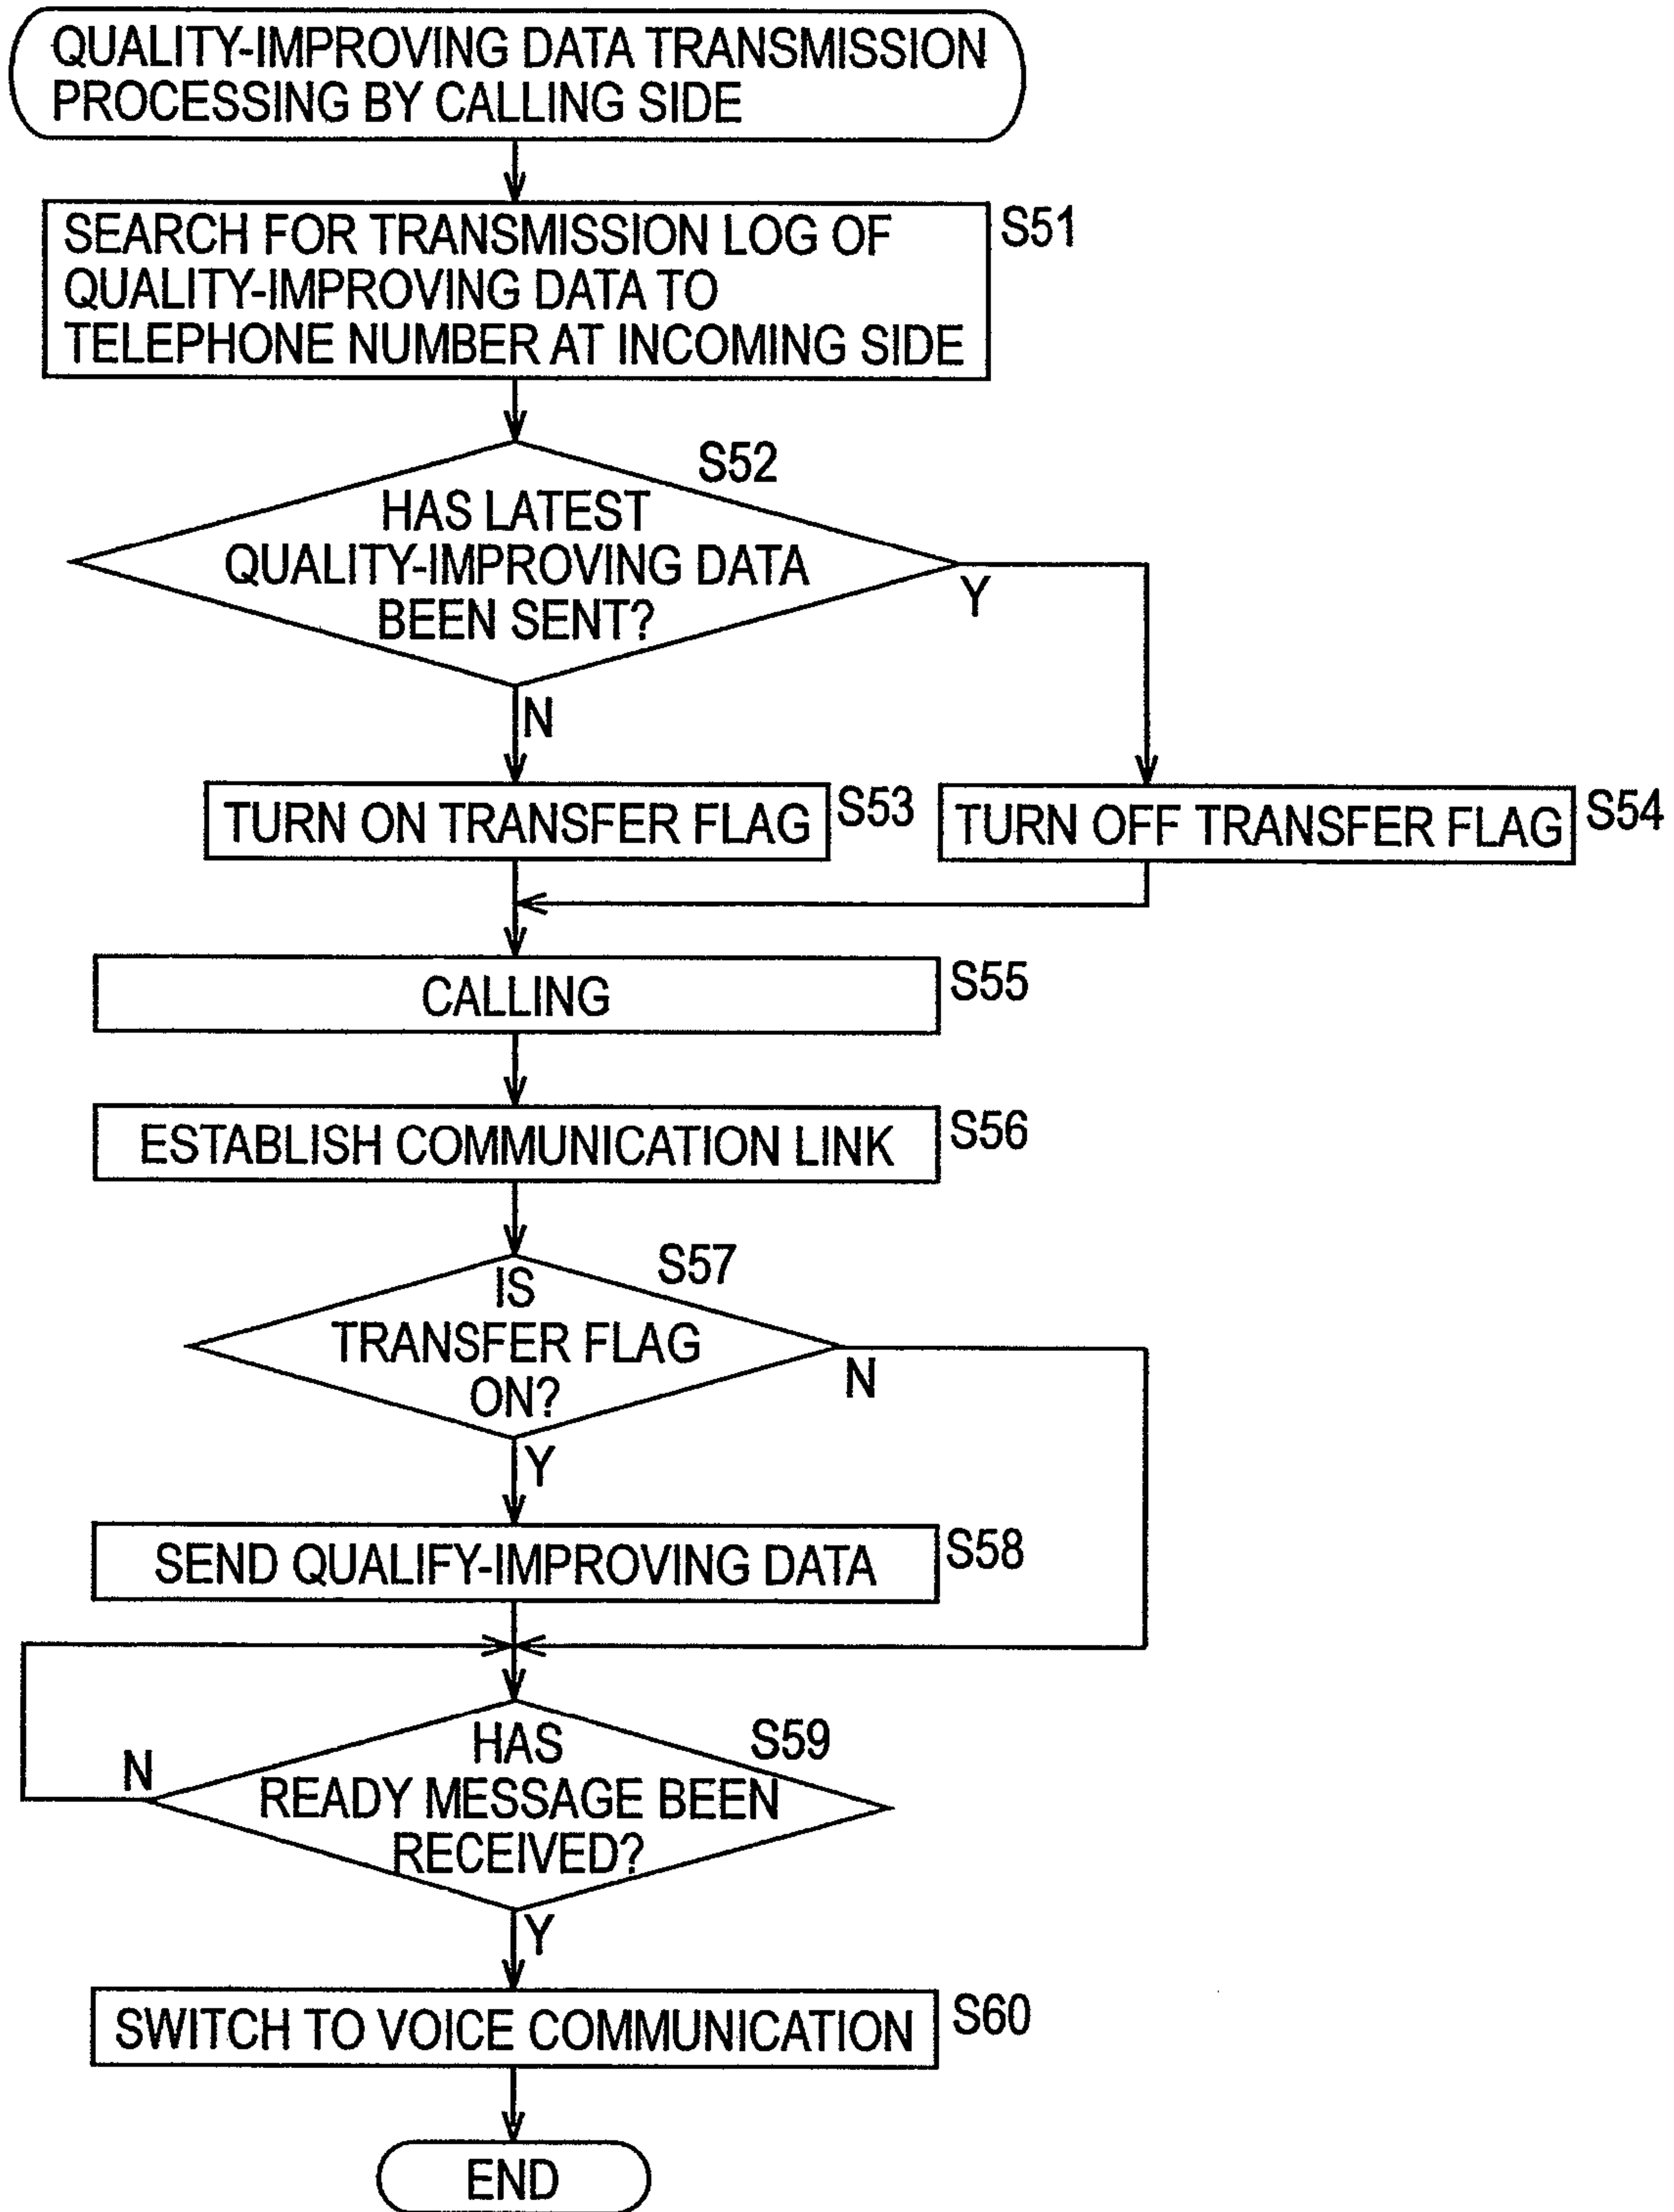 QUALITY-IMPROVING DATA TRANSMISSION
PROCESSING BY CALLING SIDE
SEARCH FOR TRANSMISSION LOG OF
QUALITY-IMPROVING DATA TO
TELEPHONE NUMBER AT INCOMING SIDE
S51
S52
HAS LATEST
QUALITY-IMPROVING DATA
BEEN SENT?
Y
N
TURN ON TRANSFER FLAG
S53
TURN OFF TRANSFER FLAG
S54
CALLING
S55
ESTABLISH COMMUNICATION LINK
S56
S57
IS
TRANSFER FLAG
ON?
N
Y
SEND QUALIFY-IMPROVING DATA
S58
S59
HAS
READY MESSAGE BEEN
RECEIVED?
N
Y
SWITCH TO VOICE COMMUNICATION
S60
END